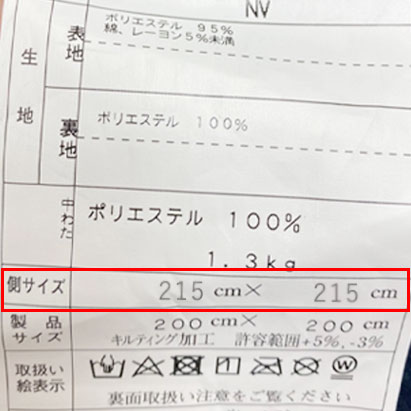 NV
生地
表地
ポリエステル 95%
綿、レーヨン5%未満
裏地
ポリエステル 100%
中わた
ポリエステル 100%
1.3kg
側サイズ 215 cm× 215 cm
製品サイズ 200 cm× 200 cm
キルティング加工 許容範囲+5%,-3%
取扱い絵表示
W
裏面取扱い注意をご覧ください